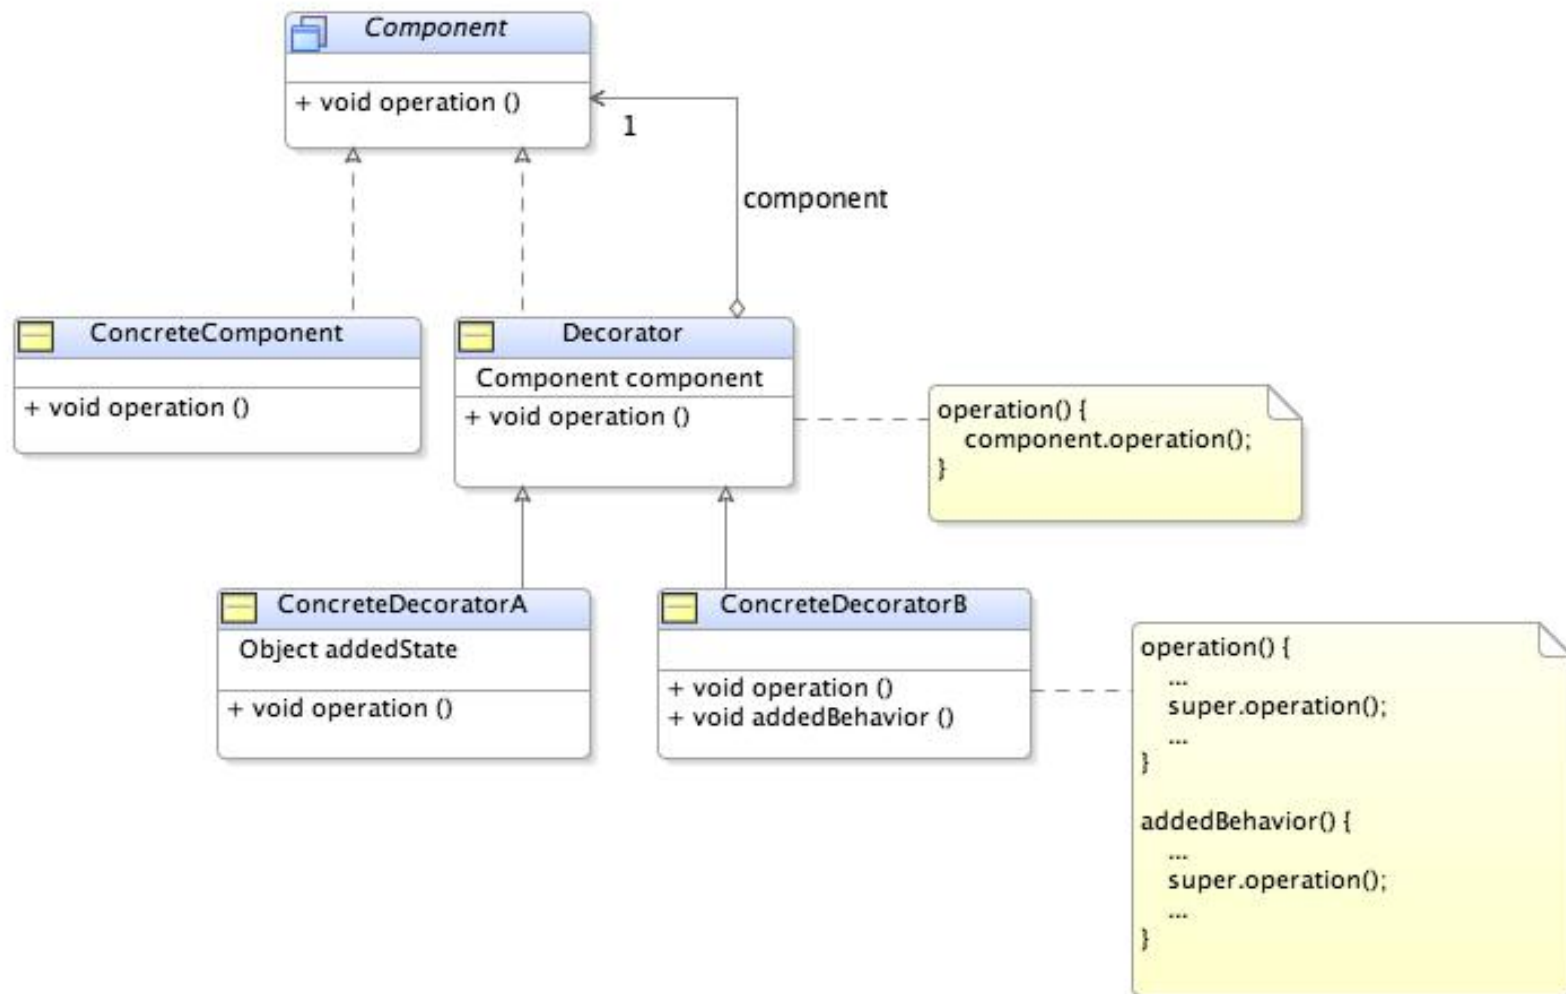 Component
+ void operation ()
1
component
ConcreteComponent
+ void operation ()
Decorator
Component component
+ void operation ()
operation() {
component.operation();
}
ConcreteDecoratorA
Object addedState
+ void operation ()
ConcreteDecoratorB
+ void operation ()
+ void addedBehavior ()
operation() {
...
super.operation();
...
}
addedBehavior() {
...
super.operation();
...
}